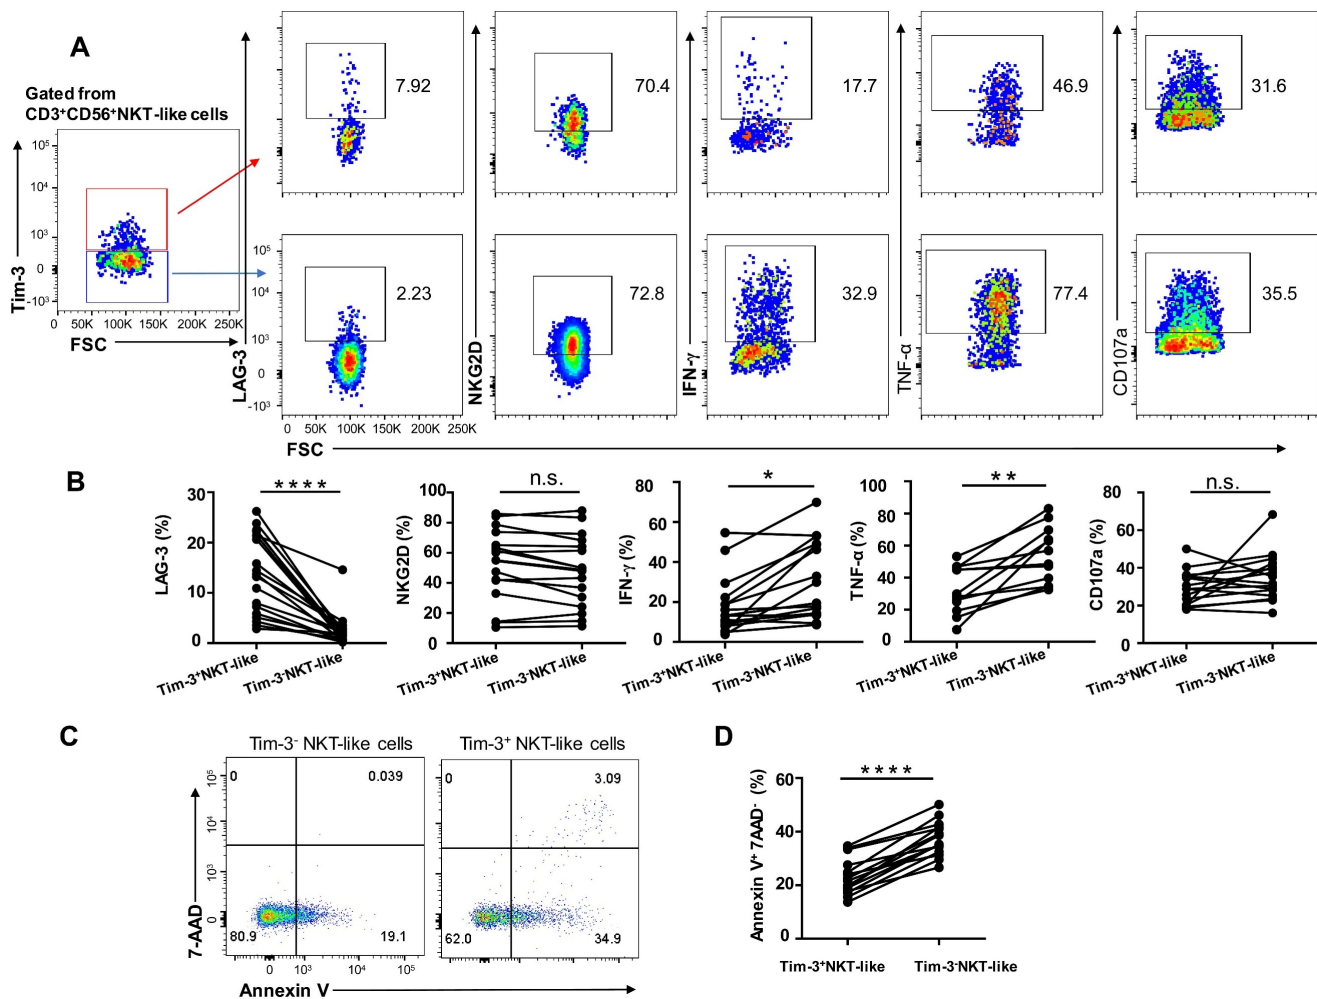 A
Gated from
CD3⁺CD56⁺NKT-like cells
Tim-3
10⁵
10⁴
10³
0
-10³
0 50K 100K 150K 200K 250K
FSC
7.92
70.4
17.7
46.9
31.6
LAG-3
10⁵
10⁴
10³
0
-10³
2.23
NKG2D
72.8
IFN-γ
32.9
TNF-α
77.4
CD107a
35.5
0 50K 100K 150K 200K 250K
FSC
B
LAG-3 (%)
30
20
10
0
****
Tim-3⁺NKT-like
Tim-3⁻NKT-like
NKG2D (%)
100
80
60
40
20
0
n.s.
Tim-3⁺NKT-like
Tim-3⁻NKT-like
IFN-γ (%)
80
60
40
20
0
*
Tim-3⁺NKT-like
Tim-3⁻NKT-like
TNF-α (%)
100
80
60
40
20
0
**
Tim-3⁺NKT-like
Tim-3⁻NKT-like
CD107a (%)
80
60
40
20
0
n.s.
Tim-3⁺NKT-like
Tim-3⁻NKT-like
C
Tim-3⁻ NKT-like cells
Tim-3⁺ NKT-like cells
7-AAD
10⁵
10⁴
10³
0
0
0.039
80.9
19.1
0
3.09
62.0
34.9
0 10³ 10⁴ 10⁵
Annexin V
D
Annexin V⁺ 7AAD⁻ (%)
60
40
20
0
****
Tim-3⁺NKT-like
Tim-3⁻NKT-like